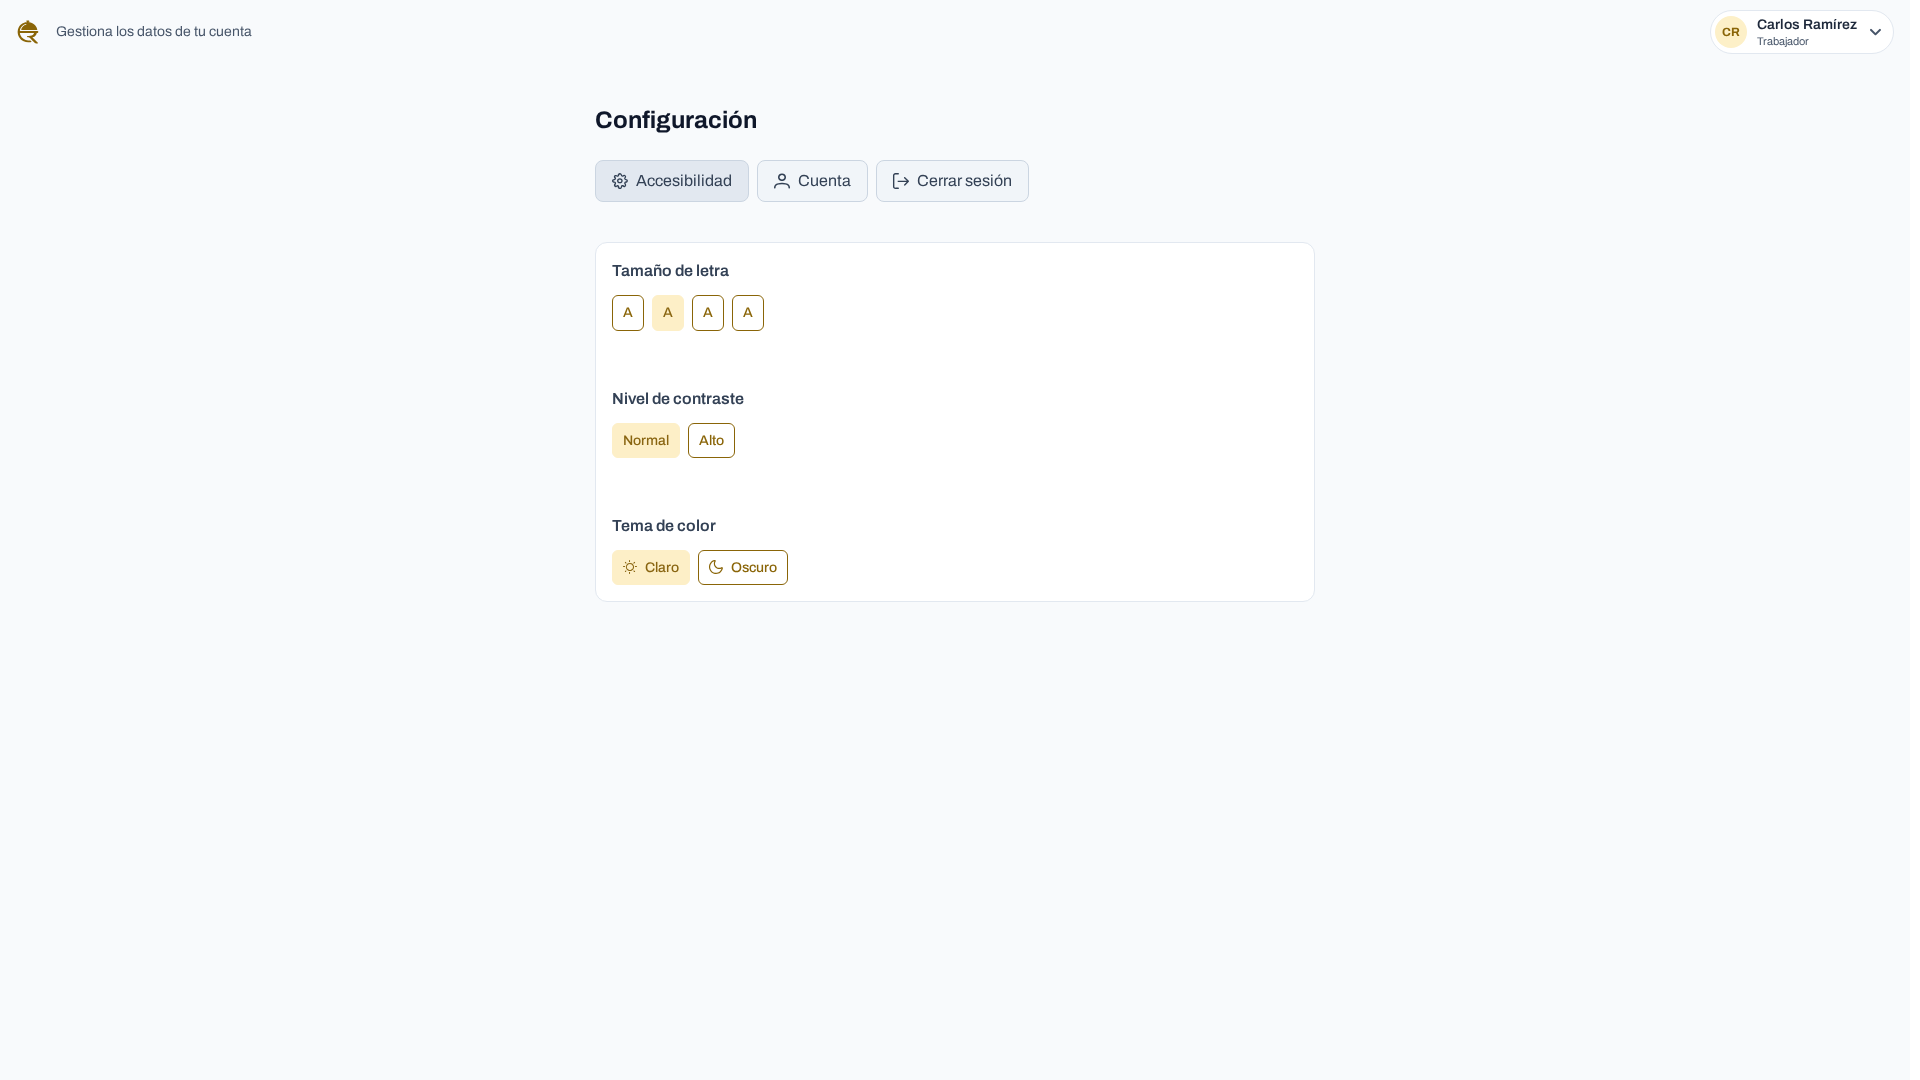 Gestiona los datos de tu cuenta
CR
Carlos Ramírez
Trabajador
Configuración
Accesibilidad
Cuenta
Cerrar sesión
Tamaño de letra
A A A A
Nivel de contraste
Normal Alto
Tema de color
Claro Oscuro